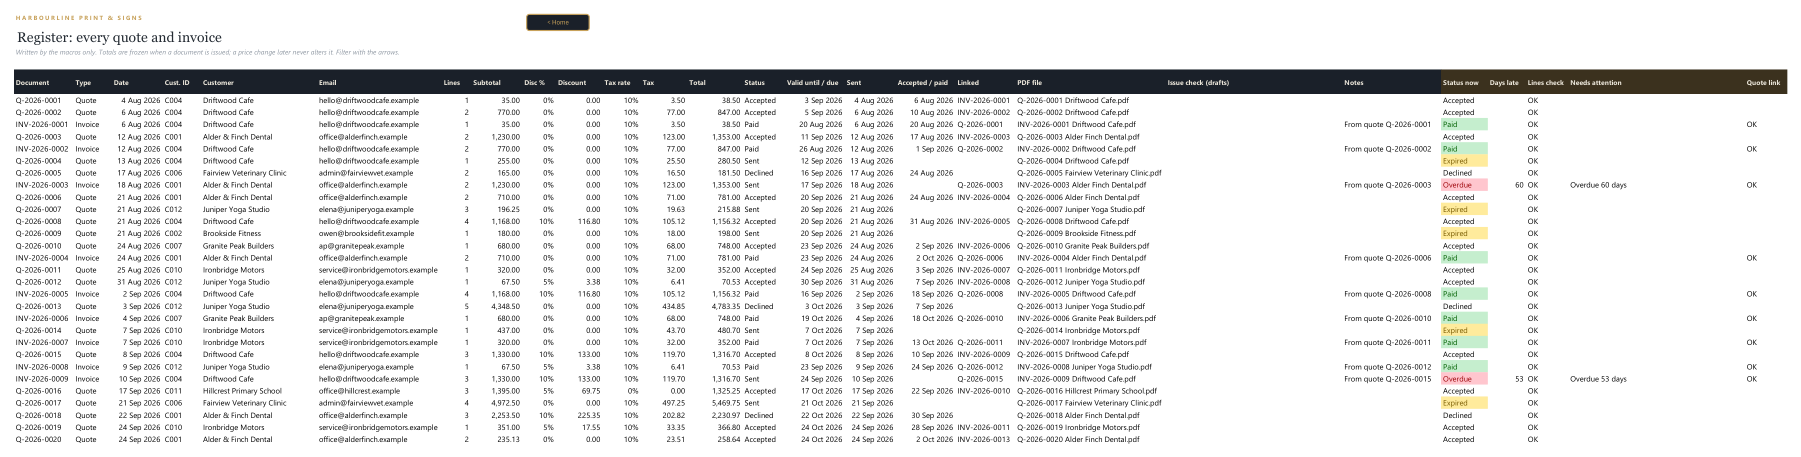 HARBOURLINE PRINT & SIGNS
< Home
Register: every quote and invoice
Written by the macros only. Totals are frozen when a document is issued; a price change later never alters it. Filter with the arrows.
Document Type Date Cust. ID Customer Email Lines Subtotal Disc % Discount Tax rate Tax Total Status Valid until / due Sent Accepted / paid Linked PDF file Issue check (drafts) Notes Status now Days late Lines check Needs attention Quote link
Q-2026-0001 Quote 4 Aug 2026 C004 Driftwood Cafe hello@driftwoodcafe.example 1 35.00 0% 0.00 10% 3.50 38.50 Accepted 3 Sep 2026 4 Aug 2026 6 Aug 2026 INV-2026-0001 Q-2026-0001 Driftwood Cafe.pdf Accepted OK
Q-2026-0002 Quote 6 Aug 2026 C004 Driftwood Cafe hello@driftwoodcafe.example 2 770.00 0% 0.00 10% 77.00 847.00 Accepted 5 Sep 2026 6 Aug 2026 10 Aug 2026 INV-2026-0002 Q-2026-0002 Driftwood Cafe.pdf Accepted OK
INV-2026-0001 Invoice 6 Aug 2026 C004 Driftwood Cafe hello@driftwoodcafe.example 1 35.00 0% 0.00 10% 3.50 38.50 Paid 20 Aug 2026 6 Aug 2026 20 Aug 2026 Q-2026-0001 INV-2026-0001 Driftwood Cafe.pdf From quote Q-2026-0001 Paid OK OK
Q-2026-0003 Quote 12 Aug 2026 C001 Alder & Finch Dental office@alderfinch.example 2 1,230.00 0% 0.00 10% 123.00 1,353.00 Accepted 11 Sep 2026 12 Aug 2026 17 Aug 2026 INV-2026-0003 Q-2026-0003 Alder Finch Dental.pdf Accepted OK
INV-2026-0002 Invoice 12 Aug 2026 C004 Driftwood Cafe hello@driftwoodcafe.example 2 770.00 0% 0.00 10% 77.00 847.00 Paid 26 Aug 2026 12 Aug 2026 1 Sep 2026 Q-2026-0002 INV-2026-0002 Driftwood Cafe.pdf From quote Q-2026-0002 Paid OK OK
Q-2026-0004 Quote 13 Aug 2026 C004 Driftwood Cafe hello@driftwoodcafe.example 1 255.00 0% 0.00 10% 25.50 280.50 Sent 12 Sep 2026 13 Aug 2026 Q-2026-0004 Driftwood Cafe.pdf Expired OK
Q-2026-0005 Quote 17 Aug 2026 C006 Fairview Veterinary Clinic admin@fairviewvet.example 2 165.00 0% 0.00 10% 16.50 181.50 Declined 16 Sep 2026 17 Aug 2026 24 Aug 2026 Q-2026-0005 Fairview Veterinary Clinic.pdf Declined OK
INV-2026-0003 Invoice 18 Aug 2026 C001 Alder & Finch Dental office@alderfinch.example 2 1,230.00 0% 0.00 10% 123.00 1,353.00 Sent 17 Sep 2026 18 Aug 2026 Q-2026-0003 INV-2026-0003 Alder Finch Dental.pdf From quote Q-2026-0003 Overdue 60 OK Overdue 60 days OK
Q-2026-0006 Quote 21 Aug 2026 C001 Alder & Finch Dental office@alderfinch.example 2 710.00 0% 0.00 10% 71.00 781.00 Accepted 20 Sep 2026 21 Aug 2026 24 Aug 2026 INV-2026-0004 Q-2026-0006 Alder Finch Dental.pdf Accepted OK
Q-2026-0007 Quote 21 Aug 2026 C012 Juniper Yoga Studio elena@juniperyoga.example 3 196.25 0% 0.00 10% 19.63 215.88 Sent 20 Sep 2026 21 Aug 2026 Q-2026-0007 Juniper Yoga Studio.pdf Expired OK
Q-2026-0008 Quote 21 Aug 2026 C004 Driftwood Cafe hello@driftwoodcafe.example 4 1,168.00 10% 116.80 10% 105.12 1,156.32 Accepted 20 Sep 2026 21 Aug 2026 31 Aug 2026 INV-2026-0005 Q-2026-0008 Driftwood Cafe.pdf Accepted OK
Q-2026-0009 Quote 21 Aug 2026 C002 Brookside Fitness owen@brooksidefit.example 1 180.00 0% 0.00 10% 18.00 198.00 Sent 20 Sep 2026 21 Aug 2026 Q-2026-0009 Brookside Fitness.pdf Expired OK
Q-2026-0010 Quote 24 Aug 2026 C007 Granite Peak Builders ap@granitepeak.example 1 680.00 0% 0.00 10% 68.00 748.00 Accepted 23 Sep 2026 24 Aug 2026 2 Sep 2026 INV-2026-0006 Q-2026-0010 Granite Peak Builders.pdf Accepted OK
INV-2026-0004 Invoice 24 Aug 2026 C001 Alder & Finch Dental office@alderfinch.example 2 710.00 0% 0.00 10% 71.00 781.00 Paid 23 Sep 2026 24 Aug 2026 2 Oct 2026 Q-2026-0006 INV-2026-0004 Alder Finch Dental.pdf From quote Q-2026-0006 Paid OK OK
Q-2026-0011 Quote 25 Aug 2026 C010 Ironbridge Motors service@ironbridgemotors.example 1 320.00 0% 0.00 10% 32.00 352.00 Accepted 24 Sep 2026 25 Aug 2026 3 Sep 2026 INV-2026-0007 Q-2026-0011 Ironbridge Motors.pdf Accepted OK
Q-2026-0012 Quote 31 Aug 2026 C012 Juniper Yoga Studio elena@juniperyoga.example 1 67.50 5% 3.38 10% 6.41 70.53 Accepted 30 Sep 2026 31 Aug 2026 7 Sep 2026 INV-2026-0008 Q-2026-0012 Juniper Yoga Studio.pdf Accepted OK
INV-2026-0005 Invoice 2 Sep 2026 C004 Driftwood Cafe hello@driftwoodcafe.example 4 1,168.00 10% 116.80 10% 105.12 1,156.32 Paid 16 Sep 2026 2 Sep 2026 18 Sep 2026 Q-2026-0008 INV-2026-0005 Driftwood Cafe.pdf From quote Q-2026-0008 Paid OK OK
Q-2026-0013 Quote 3 Sep 2026 C012 Juniper Yoga Studio elena@juniperyoga.example 5 4,348.50 0% 0.00 10% 434.85 4,783.35 Declined 3 Oct 2026 3 Sep 2026 7 Sep 2026 Q-2026-0013 Juniper Yoga Studio.pdf Declined OK
INV-2026-0006 Invoice 4 Sep 2026 C007 Granite Peak Builders ap@granitepeak.example 1 680.00 0% 0.00 10% 68.00 748.00 Paid 19 Oct 2026 4 Sep 2026 18 Oct 2026 Q-2026-0010 INV-2026-0006 Granite Peak Builders.pdf From quote Q-2026-0010 Paid OK OK
Q-2026-0014 Quote 7 Sep 2026 C010 Ironbridge Motors service@ironbridgemotors.example 1 437.00 0% 0.00 10% 43.70 480.70 Sent 7 Oct 2026 7 Sep 2026 Q-2026-0014 Ironbridge Motors.pdf Expired OK
INV-2026-0007 Invoice 7 Sep 2026 C010 Ironbridge Motors service@ironbridgemotors.example 1 320.00 0% 0.00 10% 32.00 352.00 Paid 7 Oct 2026 7 Sep 2026 13 Oct 2026 Q-2026-0011 INV-2026-0007 Ironbridge Motors.pdf From quote Q-2026-0011 Paid OK OK
Q-2026-0015 Quote 8 Sep 2026 C004 Driftwood Cafe hello@driftwoodcafe.example 3 1,330.00 10% 133.00 10% 119.70 1,316.70 Accepted 8 Oct 2026 8 Sep 2026 10 Sep 2026 INV-2026-0009 Q-2026-0015 Driftwood Cafe.pdf Accepted OK
INV-2026-0008 Invoice 9 Sep 2026 C012 Juniper Yoga Studio elena@juniperyoga.example 1 67.50 5% 3.38 10% 6.41 70.53 Paid 23 Sep 2026 9 Sep 2026 24 Sep 2026 Q-2026-0012 INV-2026-0008 Juniper Yoga Studio.pdf From quote Q-2026-0012 Paid OK OK
INV-2026-0009 Invoice 10 Sep 2026 C004 Driftwood Cafe hello@driftwoodcafe.example 3 1,330.00 10% 133.00 10% 119.70 1,316.70 Sent 24 Sep 2026 10 Sep 2026 Q-2026-0015 INV-2026-0009 Driftwood Cafe.pdf From quote Q-2026-0015 Overdue 53 OK Overdue 53 days OK
Q-2026-0016 Quote 17 Sep 2026 C011 Hillcrest Primary School office@hillcrest.example 3 1,395.00 5% 69.75 0% 0.00 1,325.25 Accepted 17 Oct 2026 17 Sep 2026 22 Sep 2026 INV-2026-0010 Q-2026-0016 Hillcrest Primary School.pdf Accepted OK
Q-2026-0017 Quote 21 Sep 2026 C006 Fairview Veterinary Clinic admin@fairviewvet.example 4 4,972.50 0% 0.00 10% 497.25 5,469.75 Sent 21 Oct 2026 21 Sep 2026 Q-2026-0017 Fairview Veterinary Clinic.pdf Expired OK
Q-2026-0018 Quote 22 Sep 2026 C001 Alder & Finch Dental office@alderfinch.example 3 2,253.50 10% 225.35 10% 202.82 2,230.97 Declined 22 Oct 2026 22 Sep 2026 30 Sep 2026 Q-2026-0018 Alder Finch Dental.pdf Declined OK
Q-2026-0019 Quote 24 Sep 2026 C010 Ironbridge Motors service@ironbridgemotors.example 1 351.00 5% 17.55 10% 33.35 366.80 Accepted 24 Oct 2026 24 Sep 2026 28 Sep 2026 INV-2026-0011 Q-2026-0019 Ironbridge Motors.pdf Accepted OK
Q-2026-0020 Quote 24 Sep 2026 C001 Alder & Finch Dental office@alderfinch.example 2 235.13 0% 0.00 10% 23.51 258.64 Accepted 24 Oct 2026 24 Sep 2026 2 Oct 2026 INV-2026-0013 Q-2026-0020 Alder Finch Dental.pdf Accepted OK